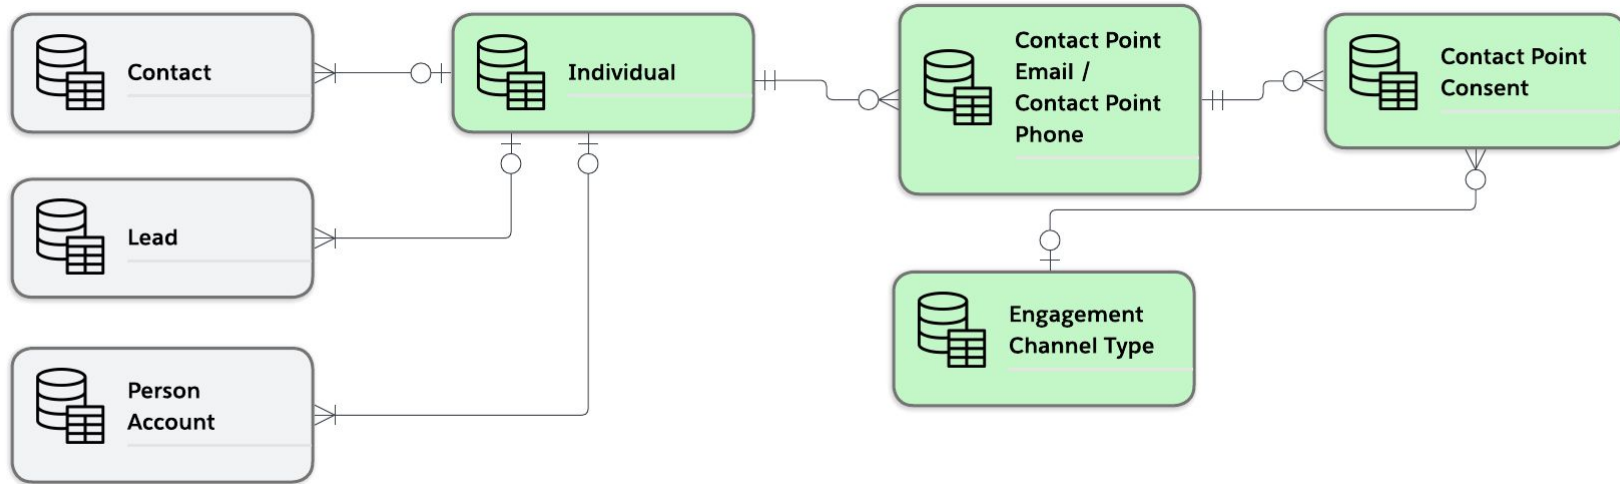 Contact
Individual
Contact Point
Email /
Contact Point
Phone
Contact Point
Consent
Lead
Engagement
Channel Type
Person
Account